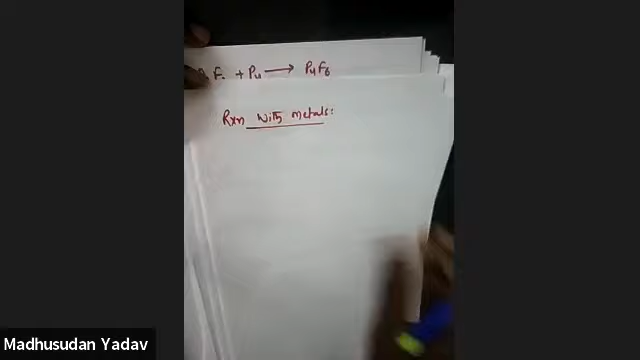 F. + Pu → PuF6
Rxn with metals:
Madhusudan Yadav